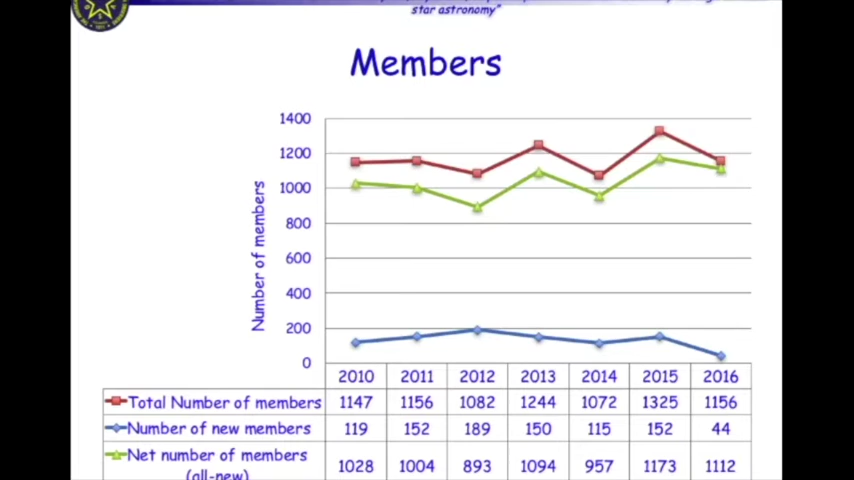 star astronomy"
Members
1400
1200
1000
800
600
400
200
0
Number of members
2010 2011 2012 2013 2014 2015 2016
Total Number of members 1147 1156 1082 1244 1072 1325 1156
Number of new members 119 152 189 150 115 152 44
Net number of members
(all-new) 1028 1004 893 1094 957 1173 1112